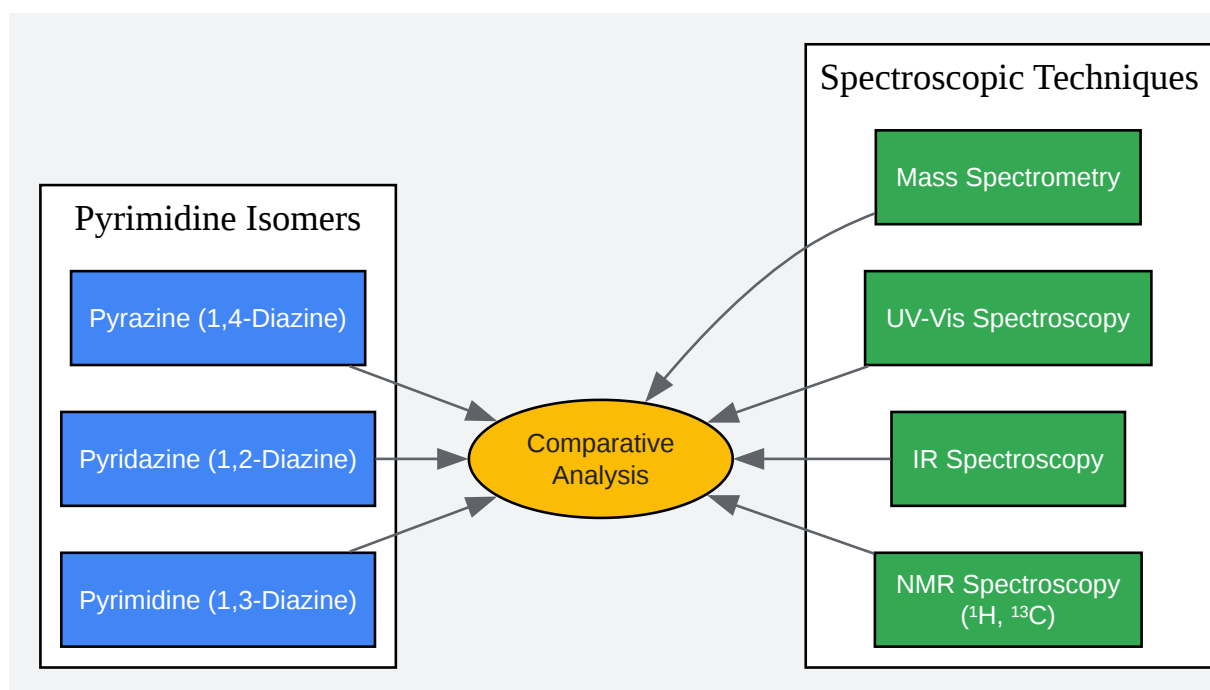 Pyrimidine Isomers
Pyrazine (1,4-Diazine)
Pyridazine (1,2-Diazine)
Pyrimidine (1,3-Diazine)
Comparative
Analysis
Spectroscopic Techniques
Mass Spectrometry
UV-Vis Spectroscopy
IR Spectroscopy
NMR Spectroscopy
(¹H, ¹³C)